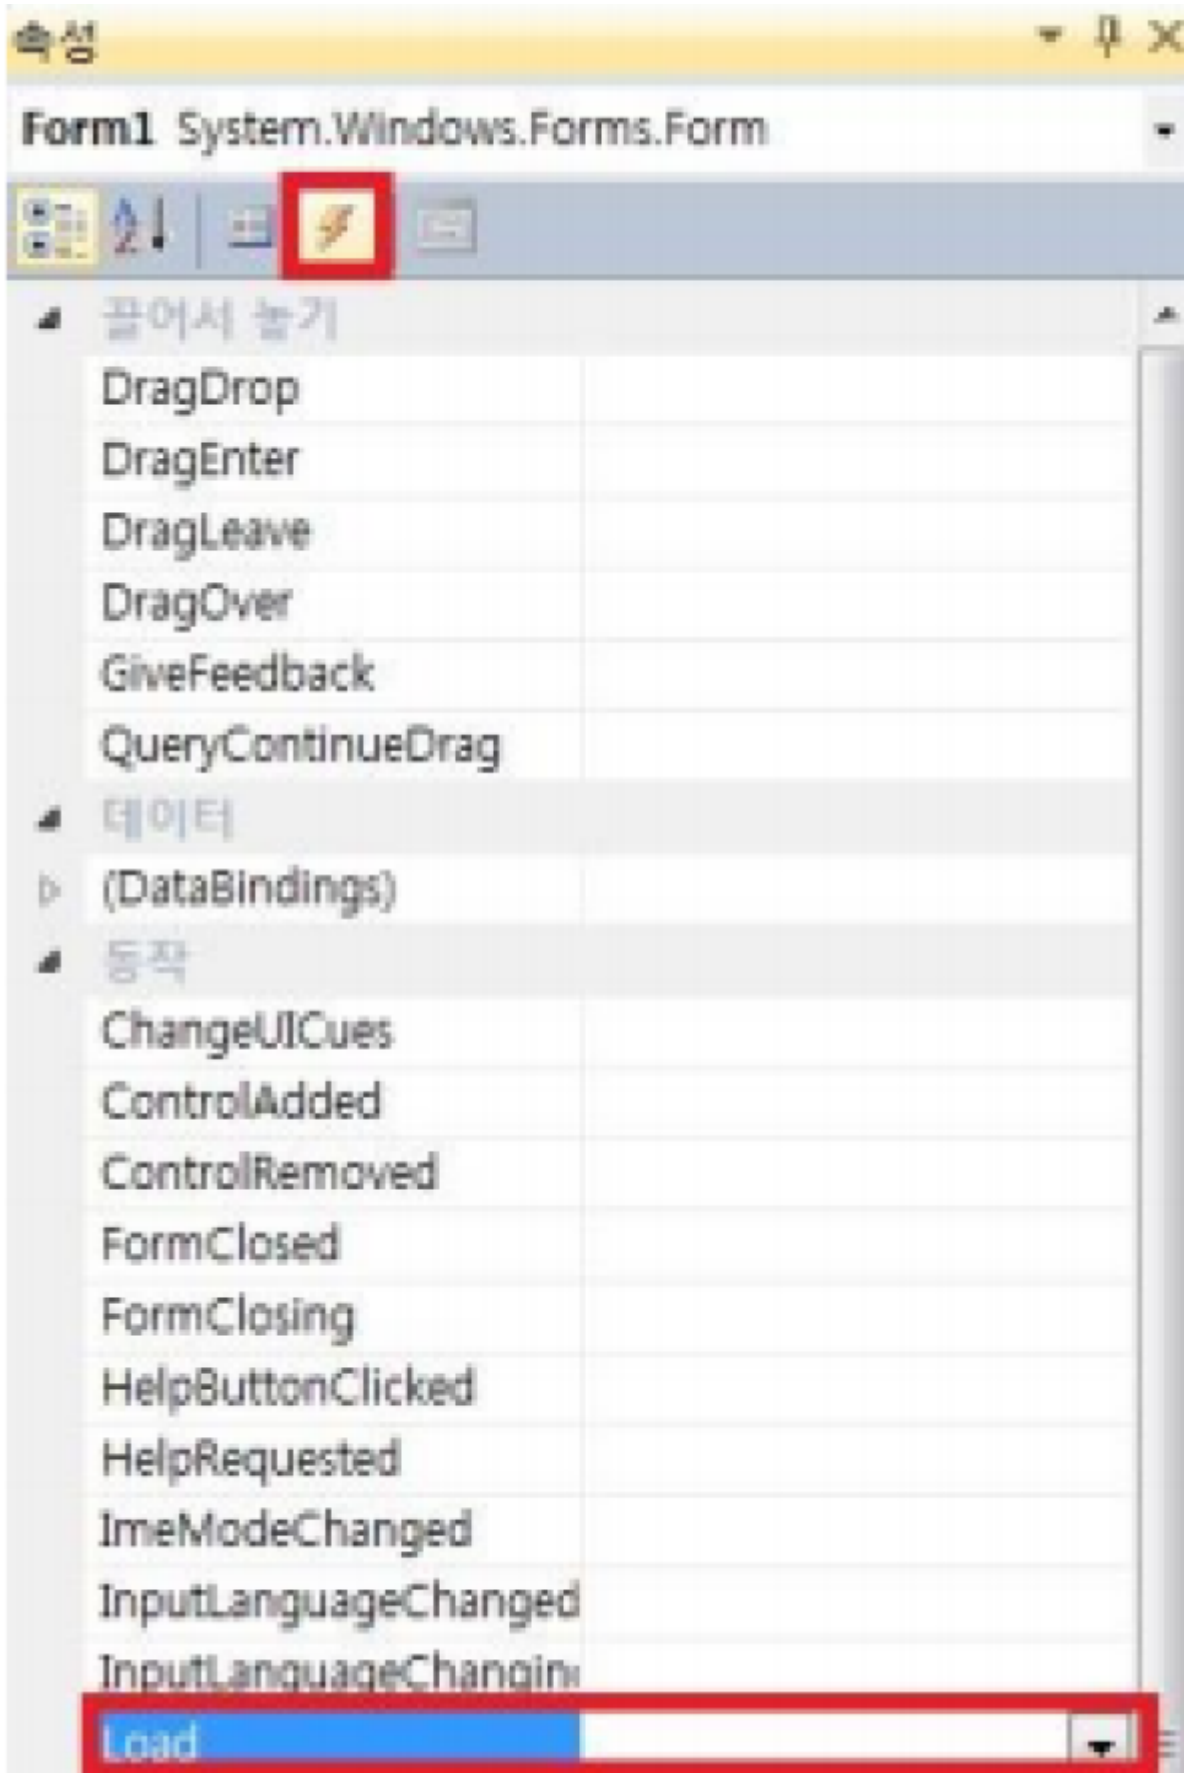 속성
Form1 System.Windows.Forms.Form
끌어서 놓기
DragDrop
DragEnter
DragLeave
DragOver
GiveFeedback
QueryContinueDrag
데이터
(DataBindings)
동작
ChangeUICues
ControlAdded
ControlRemoved
FormClosed
FormClosing
HelpButtonClicked
HelpRequested
ImeModeChanged
InputLanguageChanged
InputLanguageChangin
Load